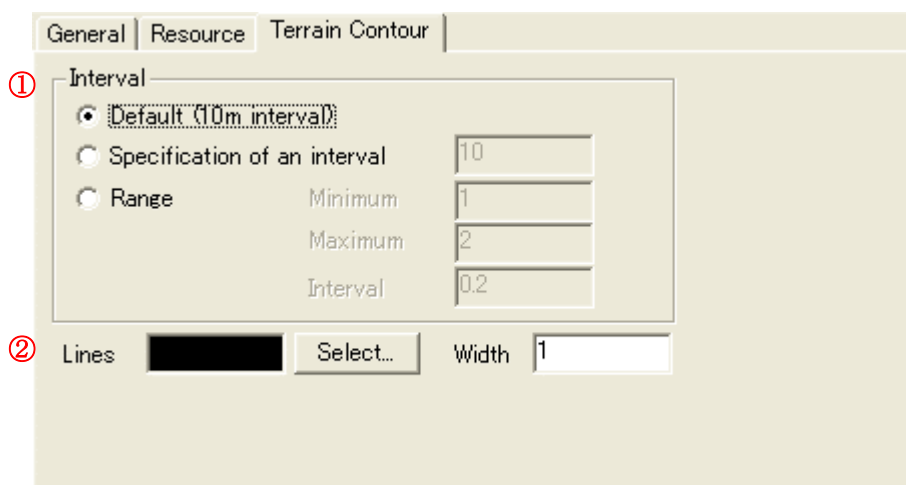 General Resource Terrain Contour
① Interval
Default (10m interval)
Specification of an interval 10
Range Minimum 1
Maximum 2
Interval 0.2
② Lines Select... Width 1